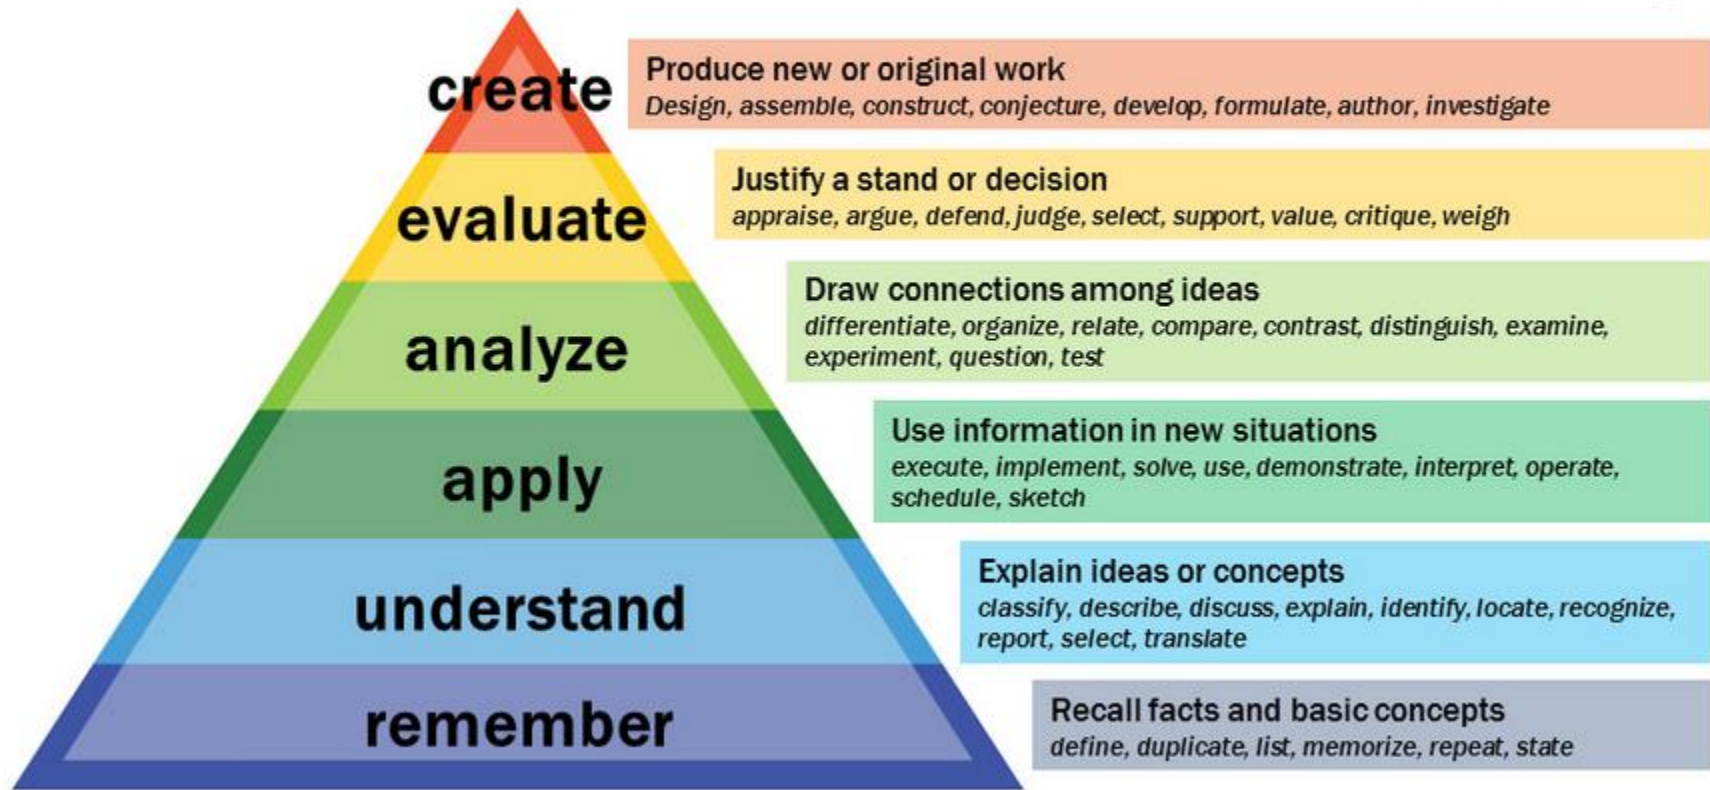 create
Produce new or original work
Design, assemble, construct, conjecture, develop, formulate, author, investigate
evaluate
Justify a stand or decision
appraise, argue, defend, judge, select, support, value, critique, weigh
analyze
Draw connections among ideas
differentiate, organize, relate, compare, contrast, distinguish, examine,
experiment, question, test
apply
Use information in new situations
execute, implement, solve, use, demonstrate, interpret, operate,
schedule, sketch
understand
Explain ideas or concepts
classify, describe, discuss, explain, identify, locate, recognize,
report, select, translate
remember
Recall facts and basic concepts
define, duplicate, list, memorize, repeat, state